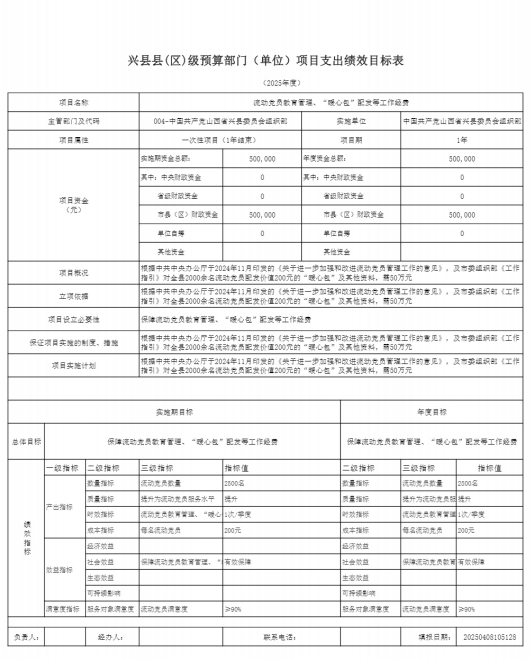 兴县县(区)级预算部门（单位）项目支出绩效目标表
（2025年度）
项目名称 流动党员教育管理、“暖心包”配发等工作经费
主管部门及代码 004-中国共产党山西省兴县委员会组织部 实施单位 中国共产党山西省兴县委员会组织部
项目属性 一次性项目（1年结束） 项目期 1年
项目资金（元）
实施期资金总额: 500,000 年度资金总额: 500,000
其中: 中央财政资金 0 其中: 中央财政资金 0
省级财政资金 0 省级财政资金 0
市县（区）财政资金 500,000 市县（区）财政资金 500,000
单位自筹 0 单位自筹 0
其他资金 其他资金
项目概况 根据中共中央办公厅于2024年11月印发的《关于进一步加强和改进流动党员管理工作的意见》，及市委组织部《工作
指引》对全县2000余名流动党员配发价值200元的“暖心包”及其他资料，需50万元
立项依据 根据中共中央办公厅于2024年11月印发的《关于进一步加强和改进流动党员管理工作的意见》，及市委组织部《工作
指引》对全县2000余名流动党员配发价值200元的“暖心包”及其他资料，需50万元
项目设立必要性 保障流动党员教育管理、“暖心包”配发等工作经费
保证项目实施的制度、措施 根据中共中央办公厅于2024年11月印发的《关于进一步加强和改进流动党员管理工作的意见》，及市委组织部《工作
指引》对全县2000余名流动党员配发价值200元的“暖心包”及其他资料，需50万元
项目实施计划 根据中共中央办公厅于2024年11月印发的《关于进一步加强和改进流动党员管理工作的意见》，及市委组织部《工作
指引》对全县2000余名流动党员配发价值200元的“暖心包”及其他资料，需50万元
实施期目标 年度目标
总体目标 保障流动党员教育管理、“暖心包”配发等工作经费 保障流动党员教育管理、“暖心包”配发等工作经费
绩效指标
一级指标 二级指标 三级指标 指标值 二级指标 三级指标 指标值
产出指标
数量指标 流动党员数量 2500名 数量指标 流动党员数量 2500名
质量指标 提升为流动党员服务水平 提升 质量指标 提升为流动党员服 提升
时效指标 流动党员教育管理、“暖心 1次/季度 时效指标 流动党员教育管理 1次/季度
成本指标 每名流动党员 200元 成本指标 每名流动党员 200元
效益指标
经济效益 经济效益
社会效益 保障流动党员教育管理、“ 有效保障 社会效益 保障流动党员教育 有效保障
生态效益 生态效益
可持续影响 可持续影响
满意度指标 服务对象满意度 流动党员满意度 ≥90% 服务对象满意度 流动党员满意度 ≥90%
负责人: 经办人: 联系电话: 填报日期: 20250408105128